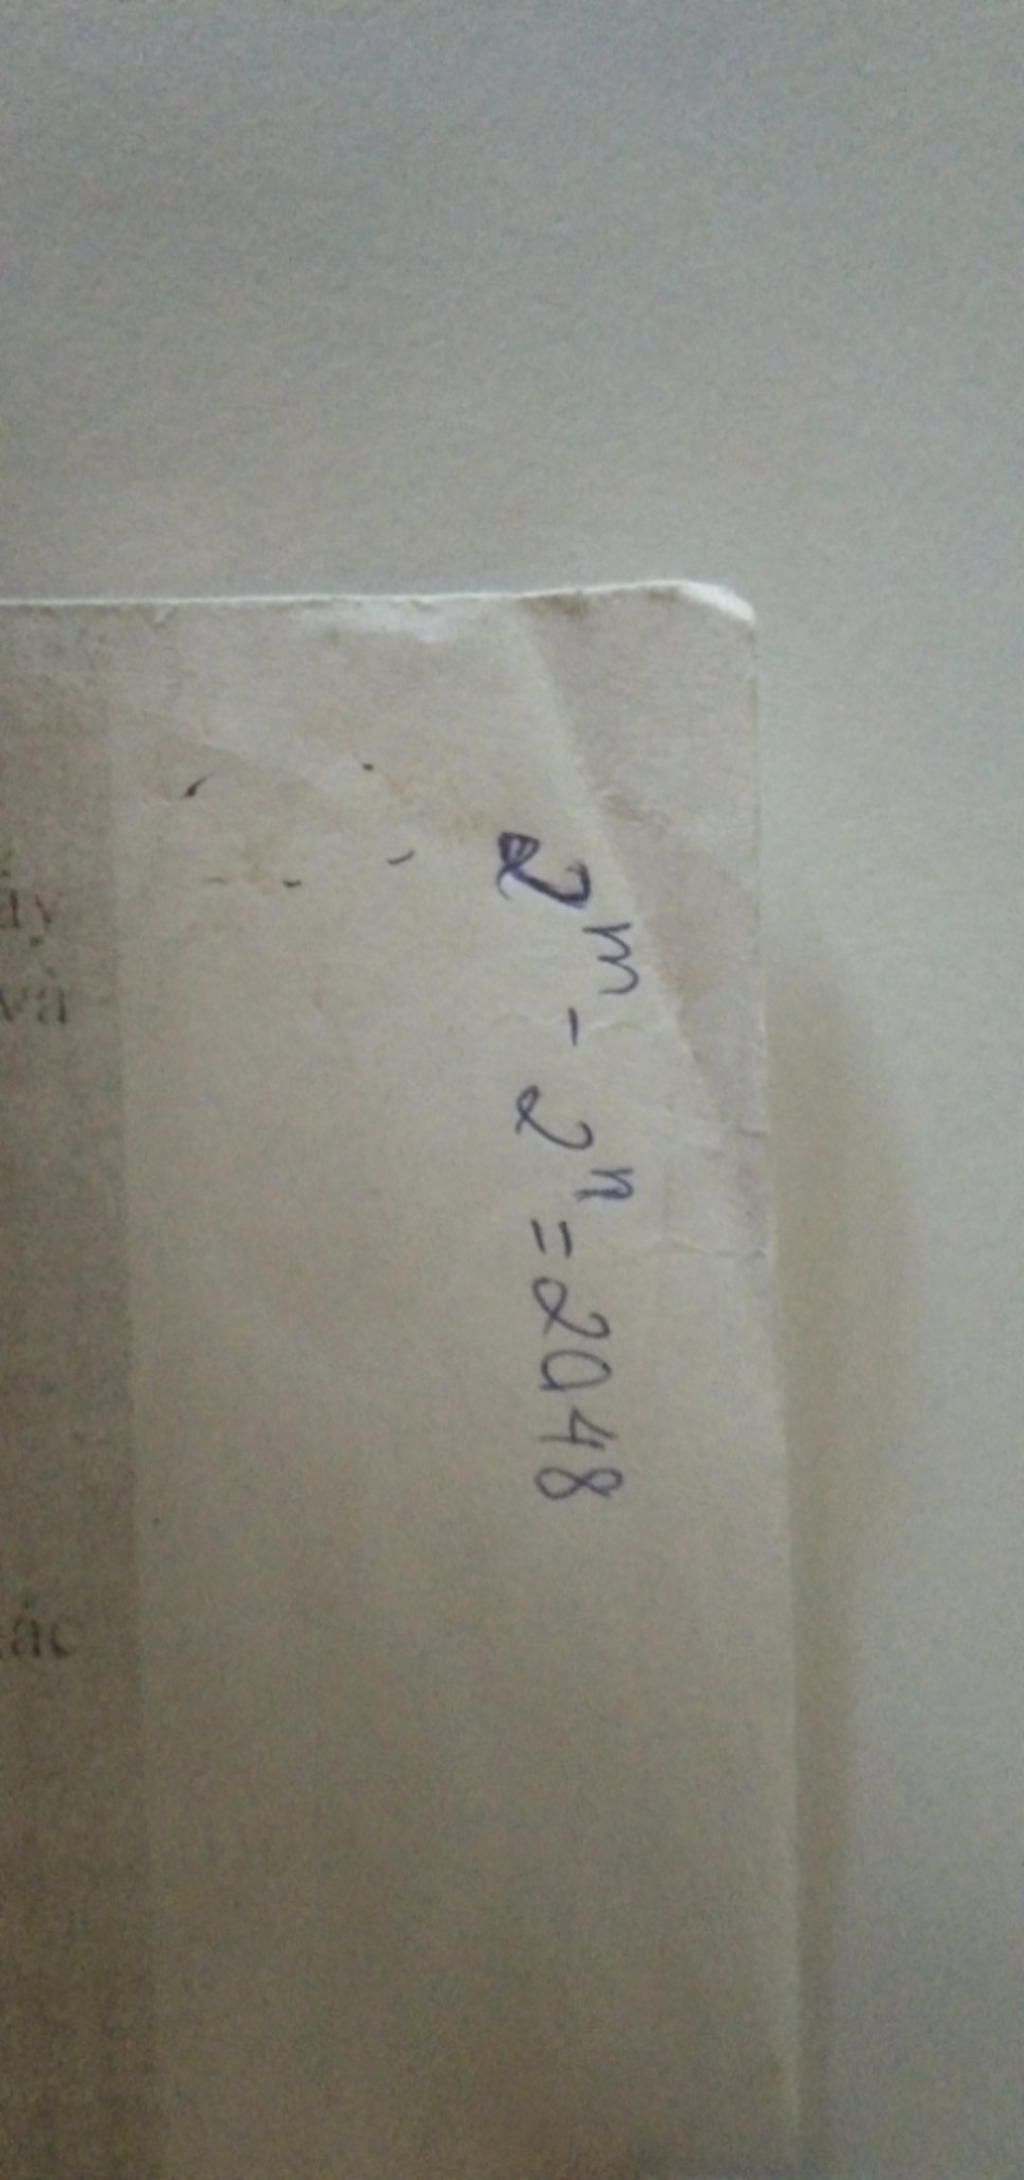 2^m - 2^n = 2048
và